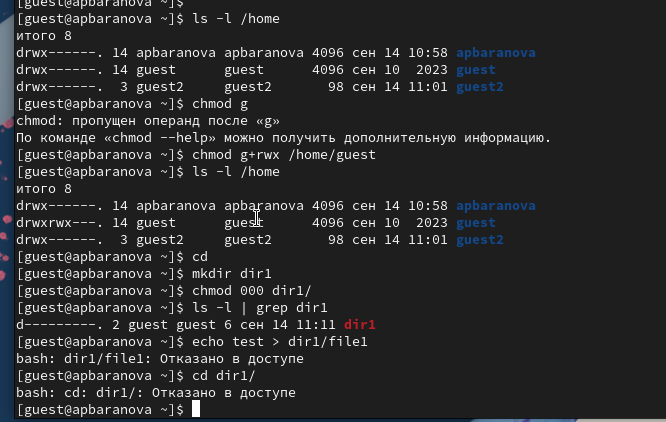 [guest@apbaranova ~]$
[guest@apbaranova ~]$ ls -l /home
итого 8
drwx------. 14 apbaranova apbaranova 4096 сен 14 10:58 apbaranova
drwx------. 14 guest      guest      4096 сен 10  2023 guest
drwx------.  3 guest2     guest2       98 сен 14 11:01 guest2
[guest@apbaranova ~]$ chmod g
chmod: пропущен операнд после «g»
По команде «chmod --help» можно получить дополнительную информацию.
[guest@apbaranova ~]$ chmod g+rwx /home/guest
[guest@apbaranova ~]$ ls -l /home
итого 8
drwx------. 14 apbaranova apbaranova 4096 сен 14 10:58 apbaranova
drwxrwx---. 14 guest      guest      4096 сен 10  2023 guest
drwx------.  3 guest2     guest2       98 сен 14 11:01 guest2
[guest@apbaranova ~]$ cd
[guest@apbaranova ~]$ mkdir dir1
[guest@apbaranova ~]$ chmod 000 dir1/
[guest@apbaranova ~]$ ls -l | grep dir1
d---------. 2 guest guest 6 сен 14 11:11 dir1
[guest@apbaranova ~]$ echo test > dir1/file1
bash: dir1/file1: Отказано в доступе
[guest@apbaranova ~]$ cd dir1/
bash: cd: dir1/: Отказано в доступе
[guest@apbaranova ~]$